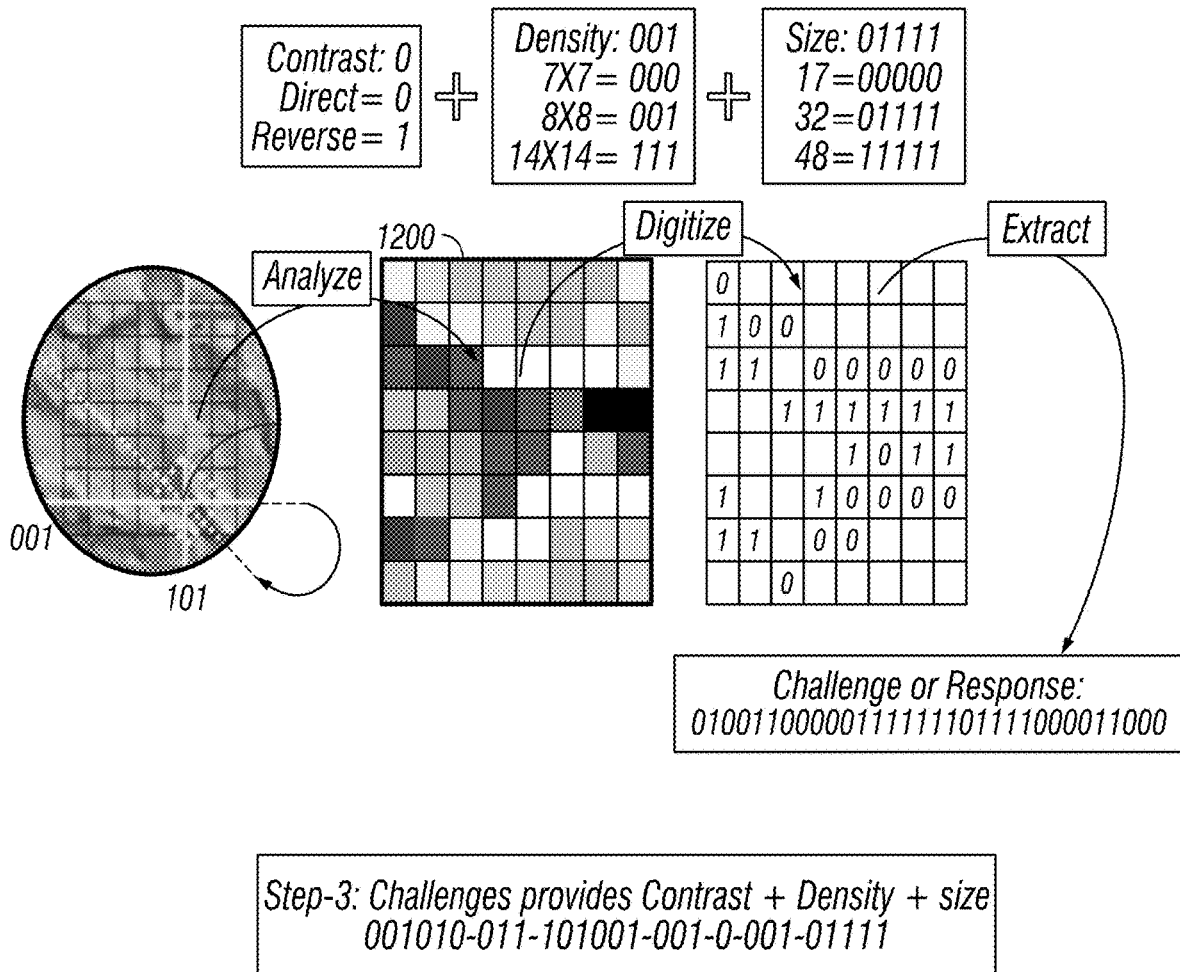 Contrast: 0
Direct= 0
Reverse= 1
Density: 001
7X7= 000
8X8= 001
14X14= 111
Size: 01111
17=00000
32=01111
48=11111
1200
Analyze
Digitize
Extract
0
1 0 0
1 1 0 0 0 0 0
1 1 1 1 1 1
1 0 1 1
1 1 0 0 0 0
1 1 0 0
0
001
101
Challenge or Response:
01001100000111111101111000011000
Step-3: Challenges provides Contrast + Density + size
001010-011-101001-001-0-001-01111